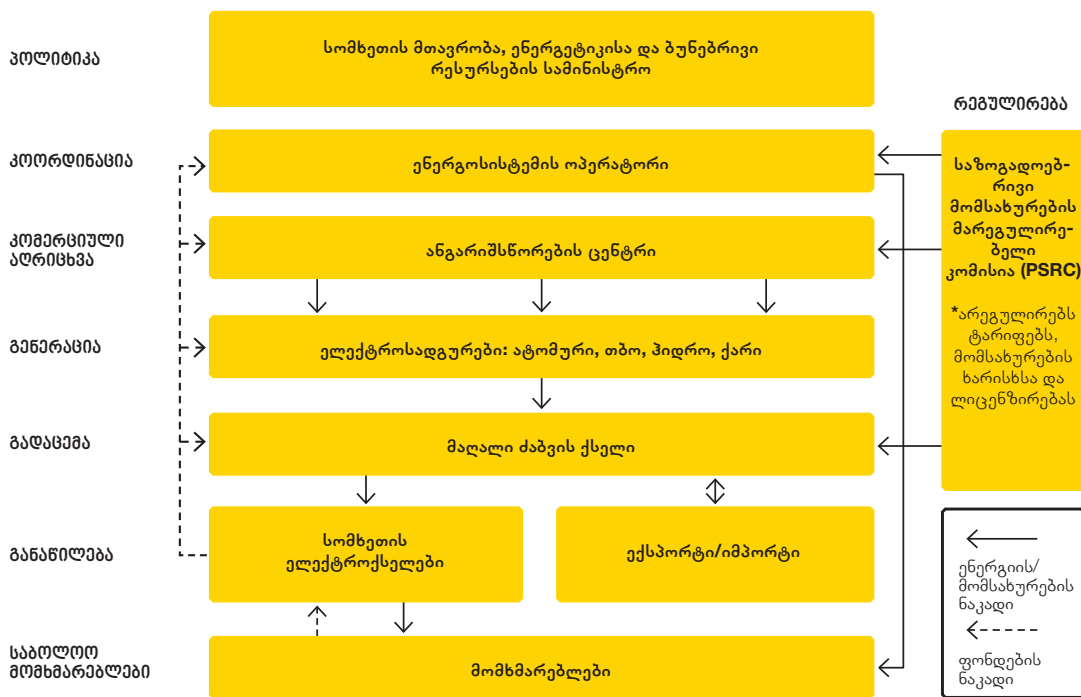 პოლიტიკა
სომხეთის მთავრობა, ენერგეტიკისა და ბუნებრივი
რესურსების სამინისტრო
რეგულირება
კოორდინაცია
ენერგოსისტემის ოპერატორი
საზოგადოებ-
რივი
მომსახურების
მარეგულირე-
ბელი
კომისია (PSRC)
*არეგულირებს
ტარიფებს,
მომსახურების
ხარისხსა და
ლიცენზირებას
კომერციული
აღრიცხვა
ანგარიშსწორების ცენტრი
გენერაცია
ელექტროსადგურები: ატომური, თბო, ჰიდრო, ქარი
გადაცემა
მაღალი ძაბვის ქსელი
განაწილება
სომხეთის
ელექტროქსელები
ექსპორტი/იმპორტი
საბოლოო
მომხმარებლები
მომხმარებლები
ენერგიის/
მომსახურების
ნაკადი
ფონდების
ნაკადი